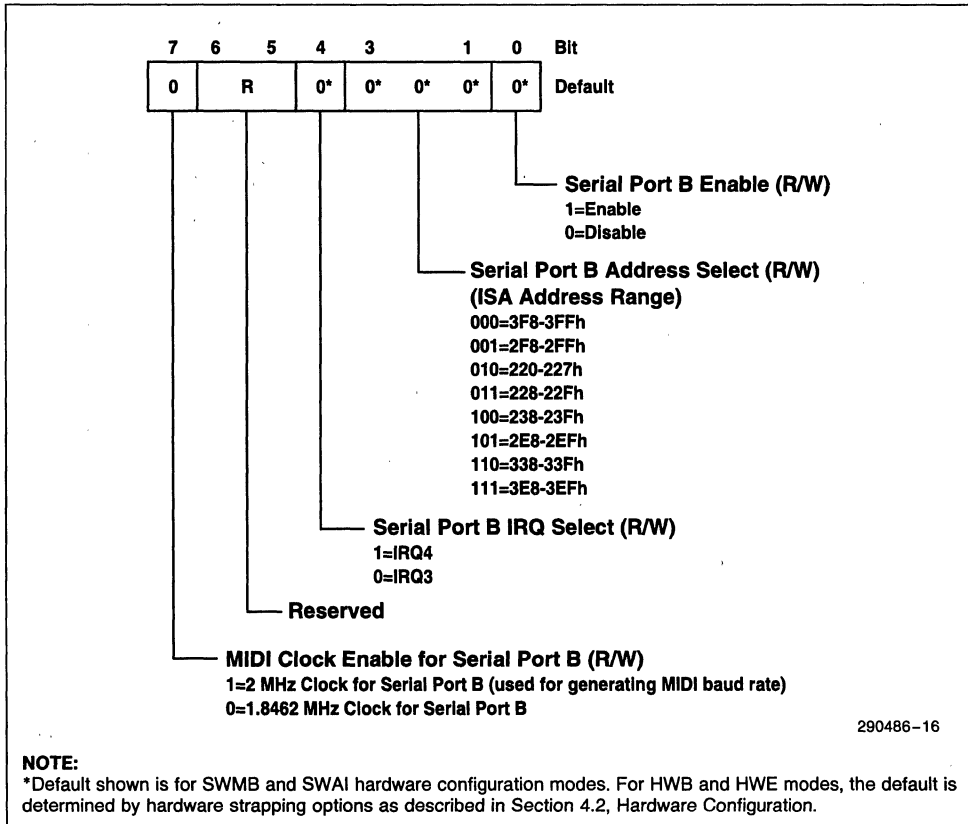 7 6 5 4 3 1 0 Bit
0 R 0* 0* 0* 0* 0* Default
Serial Port B Enable (R/W)
1=Enable
0=Disable
Serial Port B Address Select (R/W)
(ISA Address Range)
000=3F8-3FFh
001=2F8-2FFh
010=220-227h
011=228-22Fh
100=238-23Fh
101=2E8-2EFh
110=338-33Fh
111=3E8-3EFh
Serial Port B IRQ Select (R/W)
1=IRQ4
0=IRQ3
Reserved
MIDI Clock Enable for Serial Port B (R/W)
1=2 MHz Clock for Serial Port B (used for generating MIDI baud rate)
0=1.8462 MHz Clock for Serial Port B
290486-16
NOTE:
*Default shown is for SWMB and SWAI hardware configuration modes. For HWB and HWE modes, the default is
determined by hardware strapping options as described in Section 4.2, Hardware Configuration.